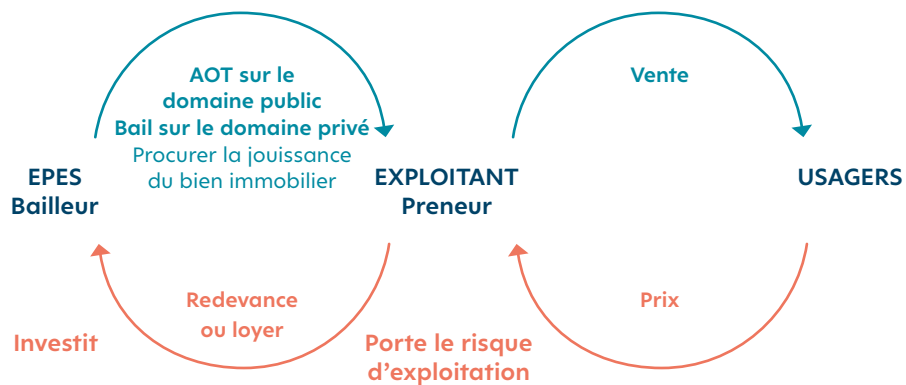 AOT sur le
domaine public
Bail sur le domaine privé
Procurer la jouissance
du bien immobilier
Vente
EPES
Bailleur
EXPLOITANT
Preneur
USAGERS
Redevance
ou loyer
Prix
Investit
Porte le risque
d’exploitation